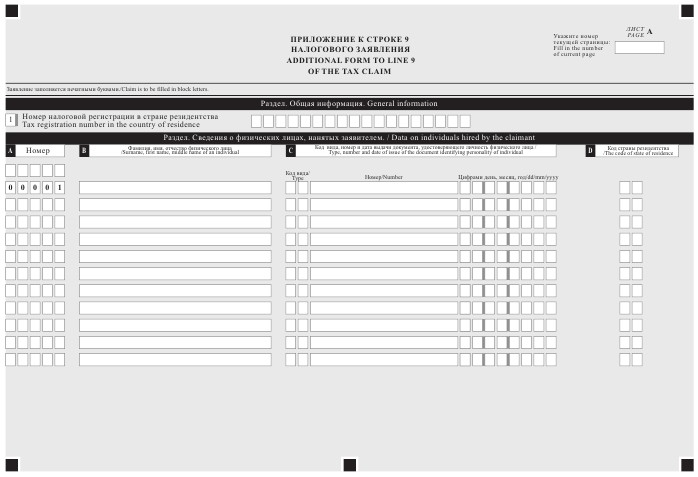 ПРИЛОЖЕНИЕ К СТРОКЕ 9
НАЛОГОВОГО ЗАЯВЛЕНИЯ
ADDITIONAL FORM TO LINE 9
OF THE TAX CLAIM
ЛИСТ
PAGE A
Укажите номер
текущей страницы:
Fill in the number
of current page
Заявление заполняется печатными буквами./Claim is to be filled in block letters.
Раздел. Общая информация. General information
1 Номер налоговой регистрации в стране резидентства
Tax registration number in the country of residence
Раздел. Сведения о физических лицах, нанятых заявителем. / Data on individuals hired by the claimant
A Номер
B Фамилия, имя, отчество физического лица
/Surname, first name, middle name of an individual
C Код вида, номер и дата выдачи документа, удостоверяющего личность физического лица /
Type, number and date of issue of the document identifying personality of individual
D Код страны резидентства
/The code of state of residence
Код вида/
Type
Номер/Number
Цифрами день, месяц, год/dd/mm/yyyy
0 0 0 0 1